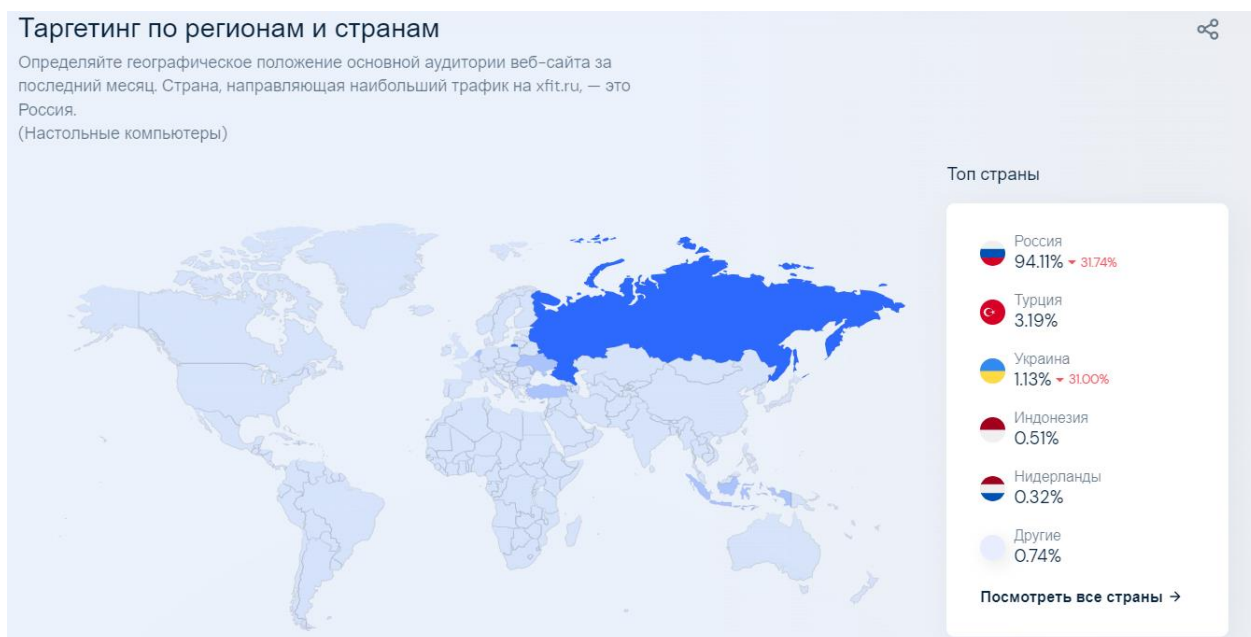 Таргетинг по регионам и странам
Определяйте географическое положение основной аудитории веб-сайта за
последний месяц. Страна, направляющая наибольший трафик на xfit.ru, — это
Россия.
(Настольные компьютеры)
Топ страны
Россия
94.11% 31.74%
Турция
3.19%
Украина
1.13% 31.00%
Индонезия
0.51%
Нидерланды
0.32%
Другие
0.74%
Посмотреть все страны →